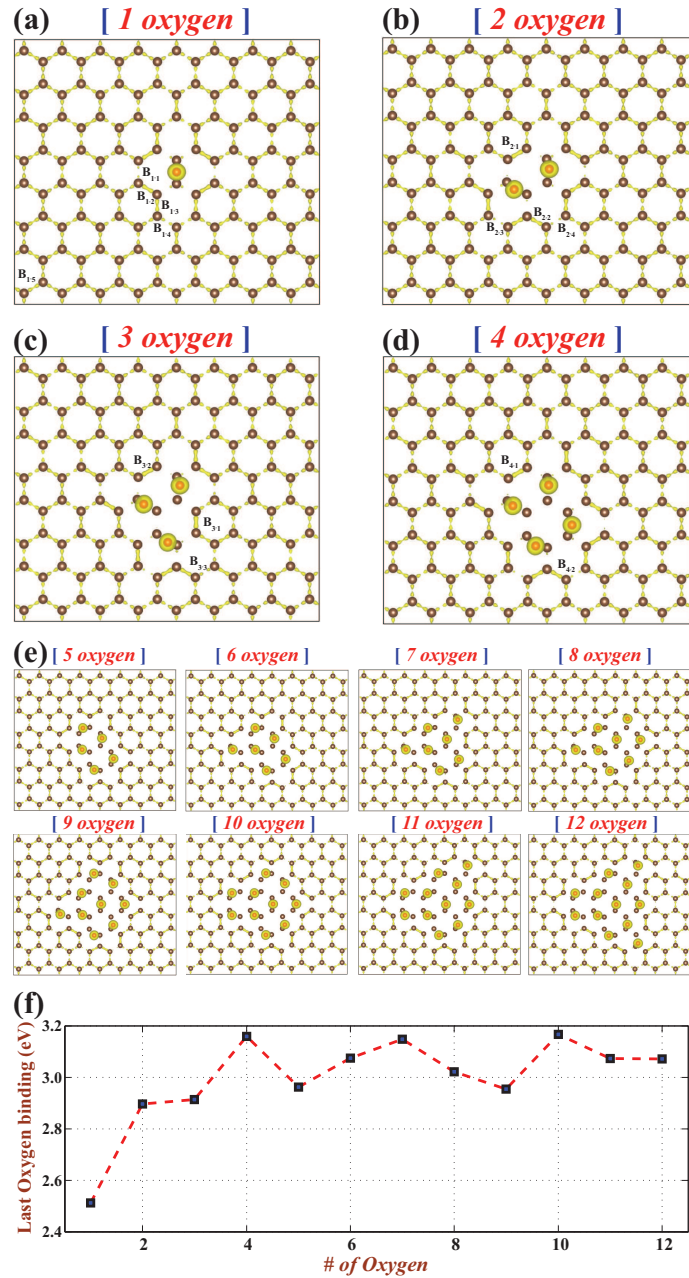 (a) [ 1 oxygen ]
B1-1
B1-2
B1-3
B1-4
B1-5
(b) [ 2 oxygen ]
B2-1
B2-2
B2-3
B2-4
(c) [ 3 oxygen ]
B3-2
B3-1
B3-3
(d) [ 4 oxygen ]
B4-1
B4-2
(e)
[ 5 oxygen ]
[ 6 oxygen ]
[ 7 oxygen ]
[ 8 oxygen ]
[ 9 oxygen ]
[ 10 oxygen ]
[ 11 oxygen ]
[ 12 oxygen ]
(f)
Last Oxygen binding (eV)
3.2
3.0
2.8
2.6
2.4
2 4 6 8 10 12
# of Oxygen